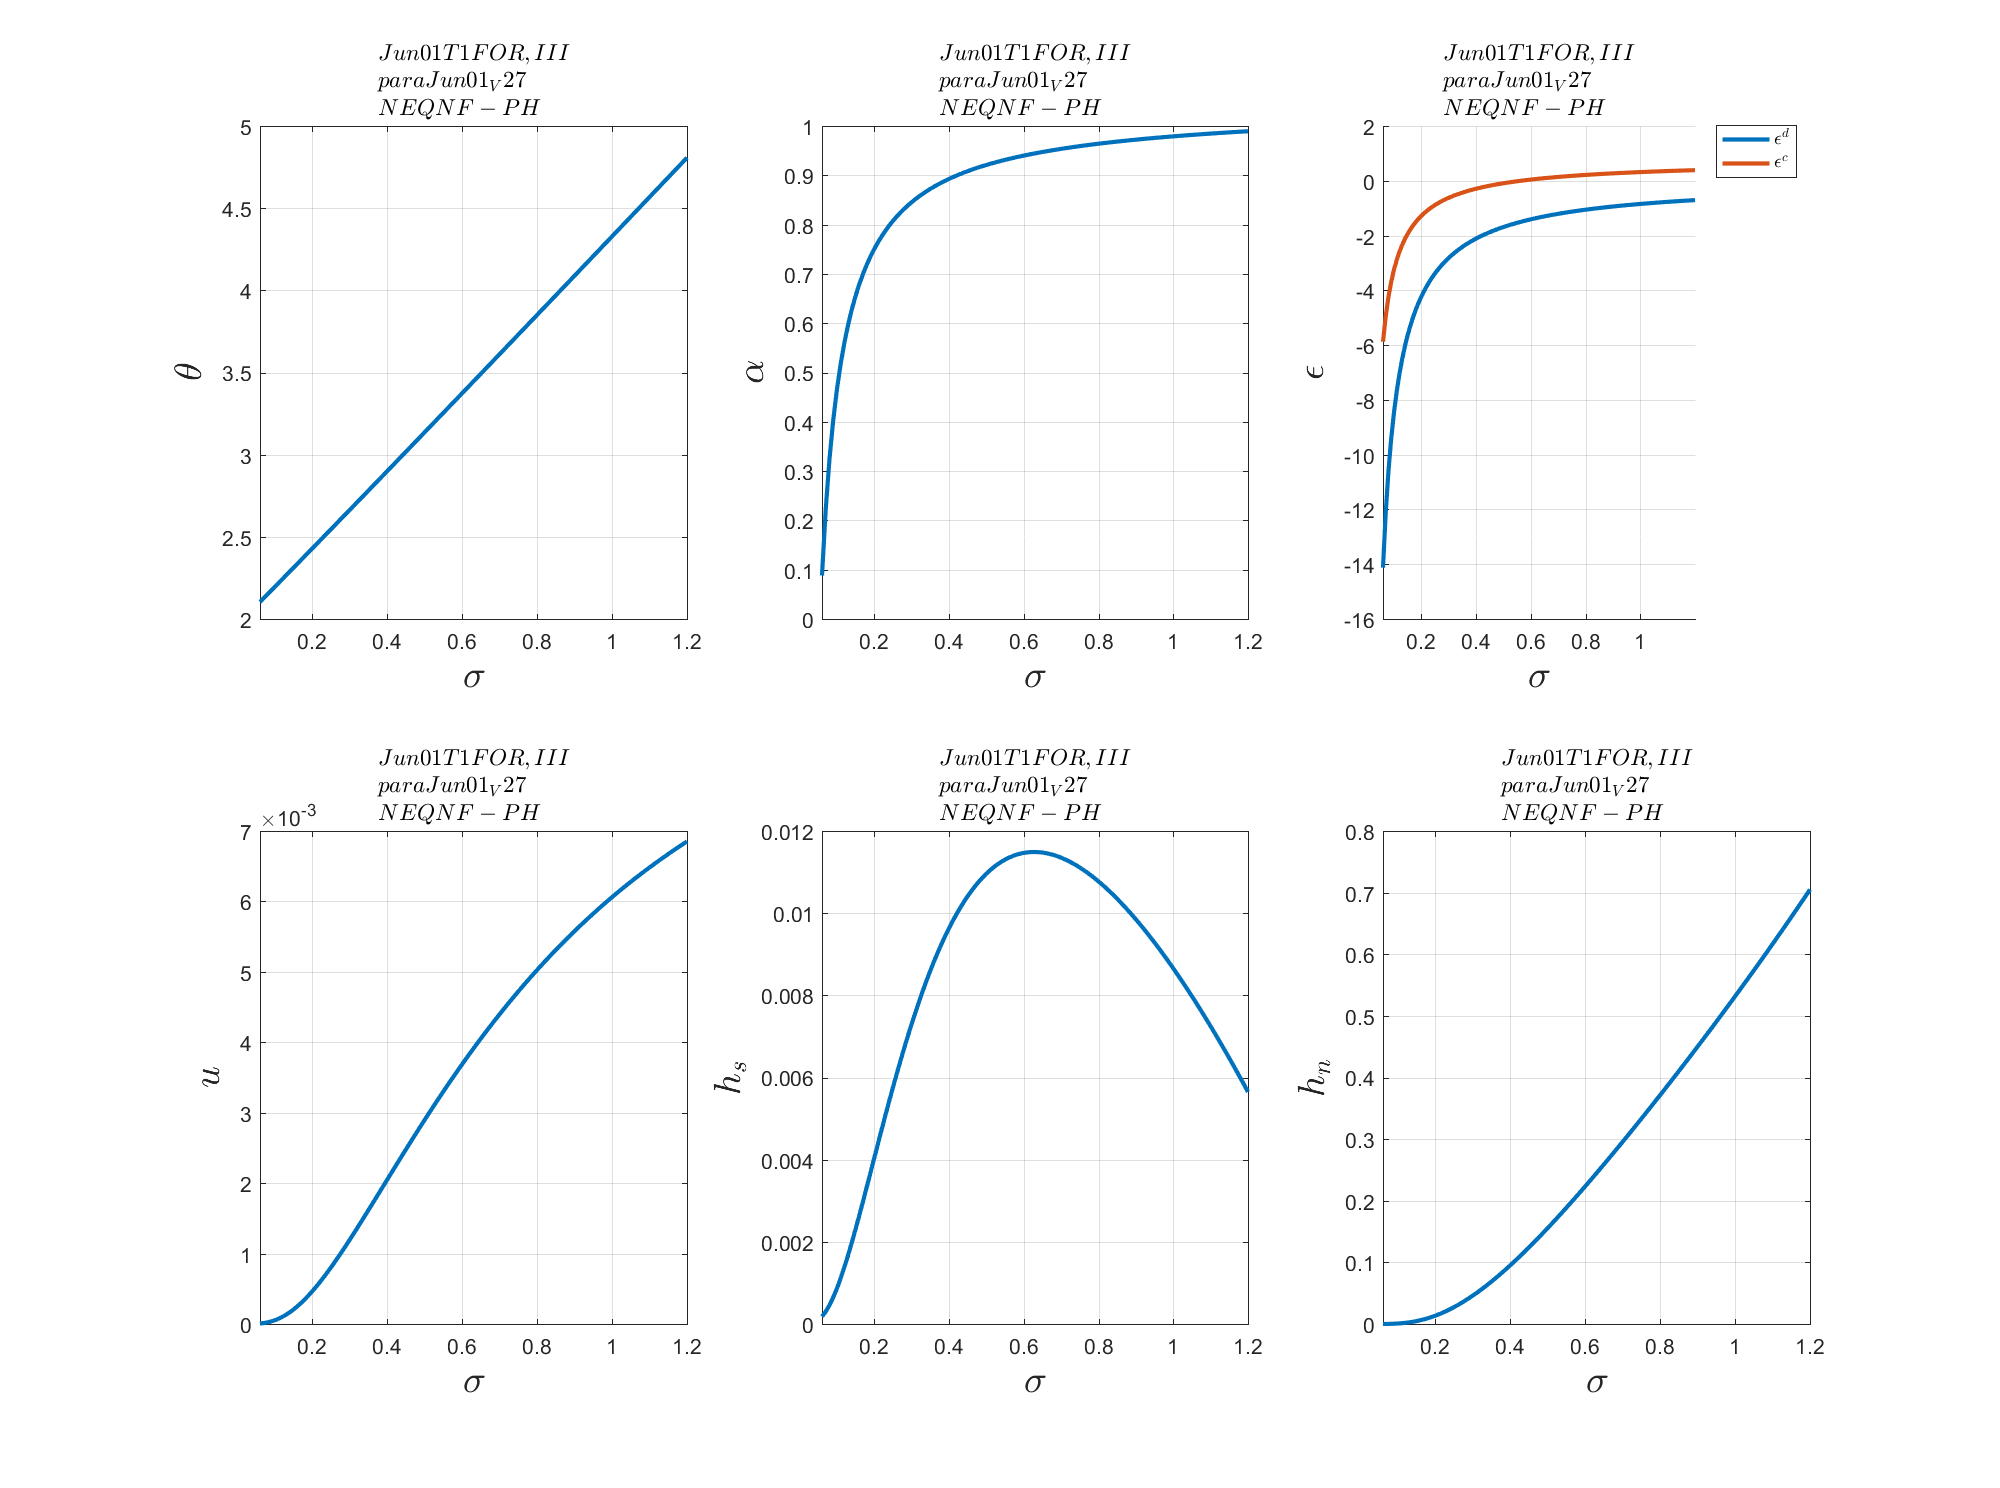 Jun01T1FOR, III
paraJun01_V27
NEQNF − PH
5
4.5
4
3.5
3
2.5
2
θ
0.2 0.4 0.6 0.8 1 1.2
σ
Jun01T1FOR, III
paraJun01_V27
NEQNF − PH
1
0.9
0.8
0.7
0.6
0.5
0.4
0.3
0.2
0.1
0
α
0.2 0.4 0.6 0.8 1 1.2
σ
Jun01T1FOR, III
paraJun01_V27
NEQNF − PH
2
0
-2
-4
-6
-8
-10
-12
-14
-16
ϵ
0.2 0.4 0.6 0.8 1
σ
ϵ^d
ϵ^c
Jun01T1FOR, III
paraJun01_V27
NEQNF − PH
×10^-3
7
6
5
4
3
2
1
0
u
0.2 0.4 0.6 0.8 1 1.2
σ
Jun01T1FOR, III
paraJun01_V27
NEQNF − PH
0.012
0.01
0.008
0.006
0.004
0.002
0
h_s
0.2 0.4 0.6 0.8 1 1.2
σ
Jun01T1FOR, III
paraJun01_V27
NEQNF − PH
0.8
0.7
0.6
0.5
0.4
0.3
0.2
0.1
0
h_n
0.2 0.4 0.6 0.8 1 1.2
σ